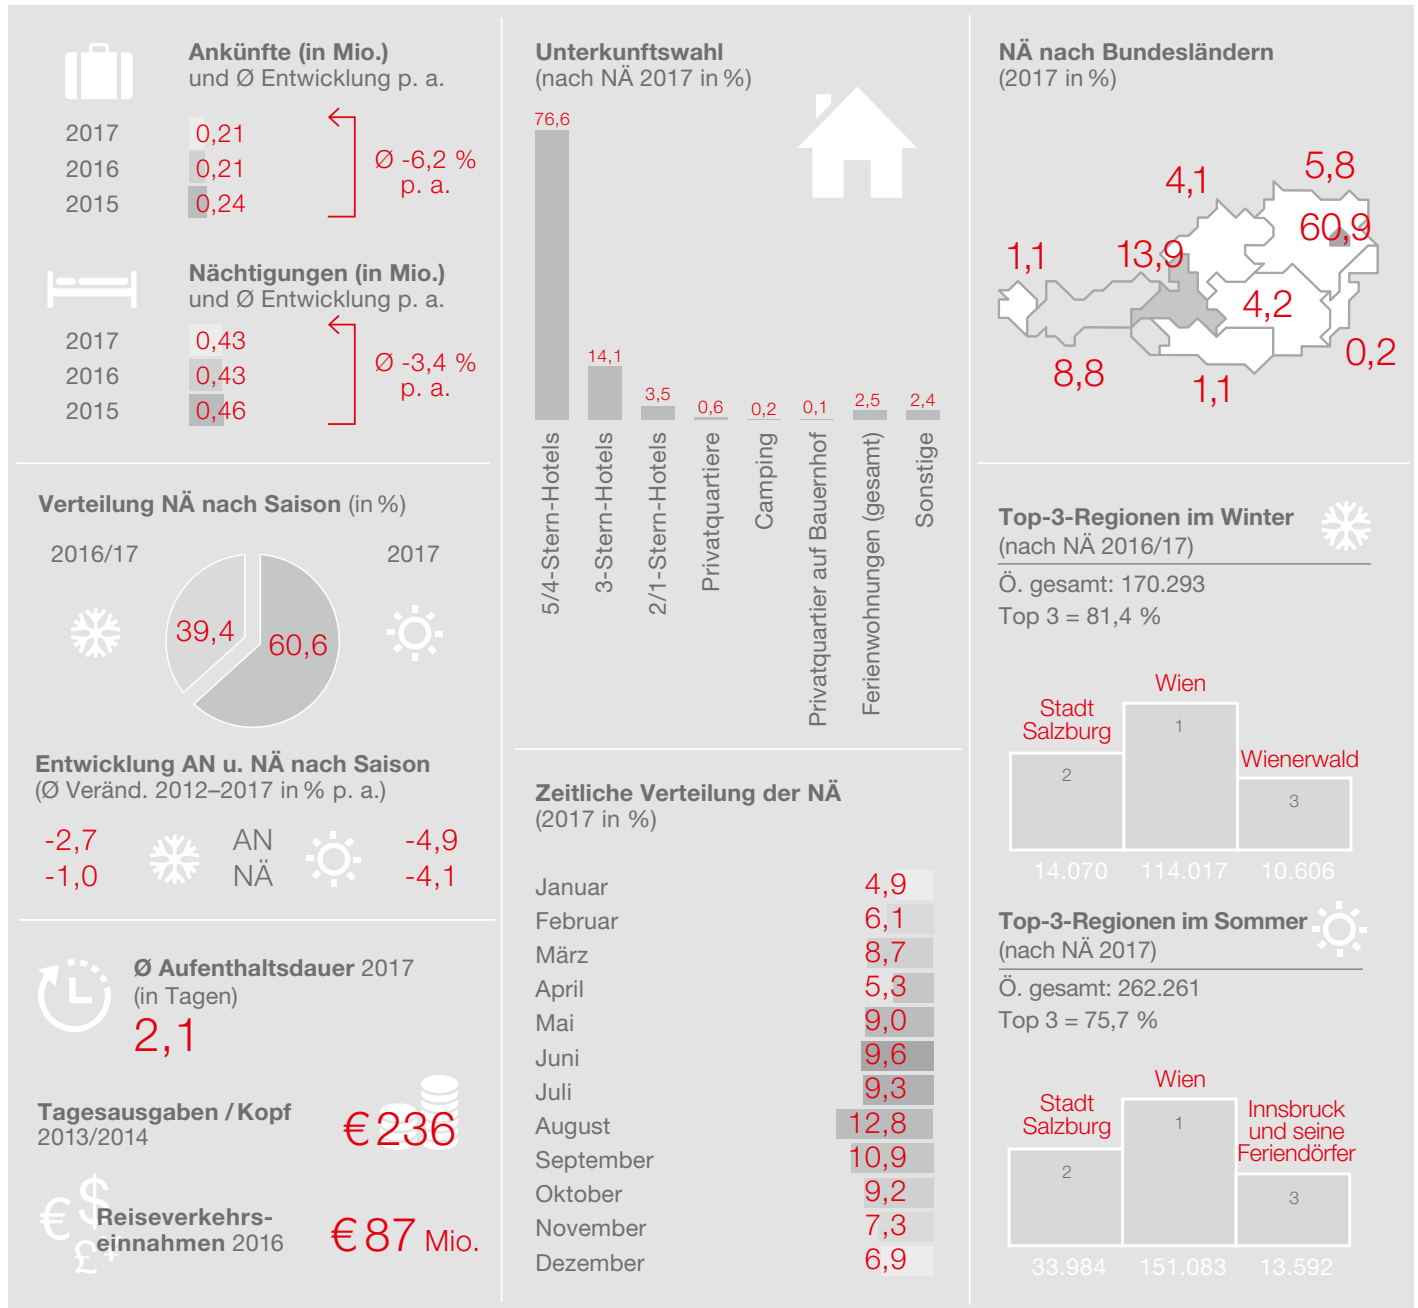 Ankünfte (in Mio.)
und Ø Entwicklung p. a.
2017 0,21
2016 0,21
2015 0,24
Ø -6,2 %
p. a.
Nächtigungen (in Mio.)
und Ø Entwicklung p. a.
2017 0,43
2016 0,43
2015 0,46
Ø -3,4 %
p. a.
Verteilung NÄ nach Saison (in %)
2016/17 2017
39,4 60,6
Entwicklung AN u. NÄ nach Saison
(Ø Veränd. 2012–2017 in % p. a.)
-2,7 AN -4,9
-1,0 NÄ -4,1
Ø Aufenthaltsdauer 2017
(in Tagen)
2,1
Tagesausgaben / Kopf
2013/2014
€ 236
Reiseverkehrs-
einnahmen 2016
€ 87 Mio.
€ $ £ ¥
Unterkunftswahl
(nach NÄ 2017 in %)
76,6
14,1
3,5
0,6
0,2
0,1
2,5
2,4
5/4-Stern-Hotels
3-Stern-Hotels
2/1-Stern-Hotels
Privatquartiere
Camping
Privatquartier auf Bauernhof
Ferienwohnungen (gesamt)
Sonstige
Zeitliche Verteilung der NÄ
(2017 in %)
Januar 4,9
Februar 6,1
März 8,7
April 5,3
Mai 9,0
Juni 9,6
Juli 9,3
August 12,8
September 10,9
Oktober 9,2
November 7,3
Dezember 6,9
NÄ nach Bundesländern
(2017 in %)
5,8
4,1
60,9
13,9
1,1
4,2
0,2
8,8
1,1
Top-3-Regionen im Winter
(nach NÄ 2016/17)
Ö. gesamt: 170.293
Top 3 = 81,4 %
Wien
Stadt
Salzburg
Wienerwald
1
2
3
14.070 114.017 10.606
Top-3-Regionen im Sommer
(nach NÄ 2017)
Ö. gesamt: 262.261
Top 3 = 75,7 %
Wien
Stadt
Salzburg
Innsbruck
und seine
Feriendörfer
1
2
3
33.984 151.083 13.592